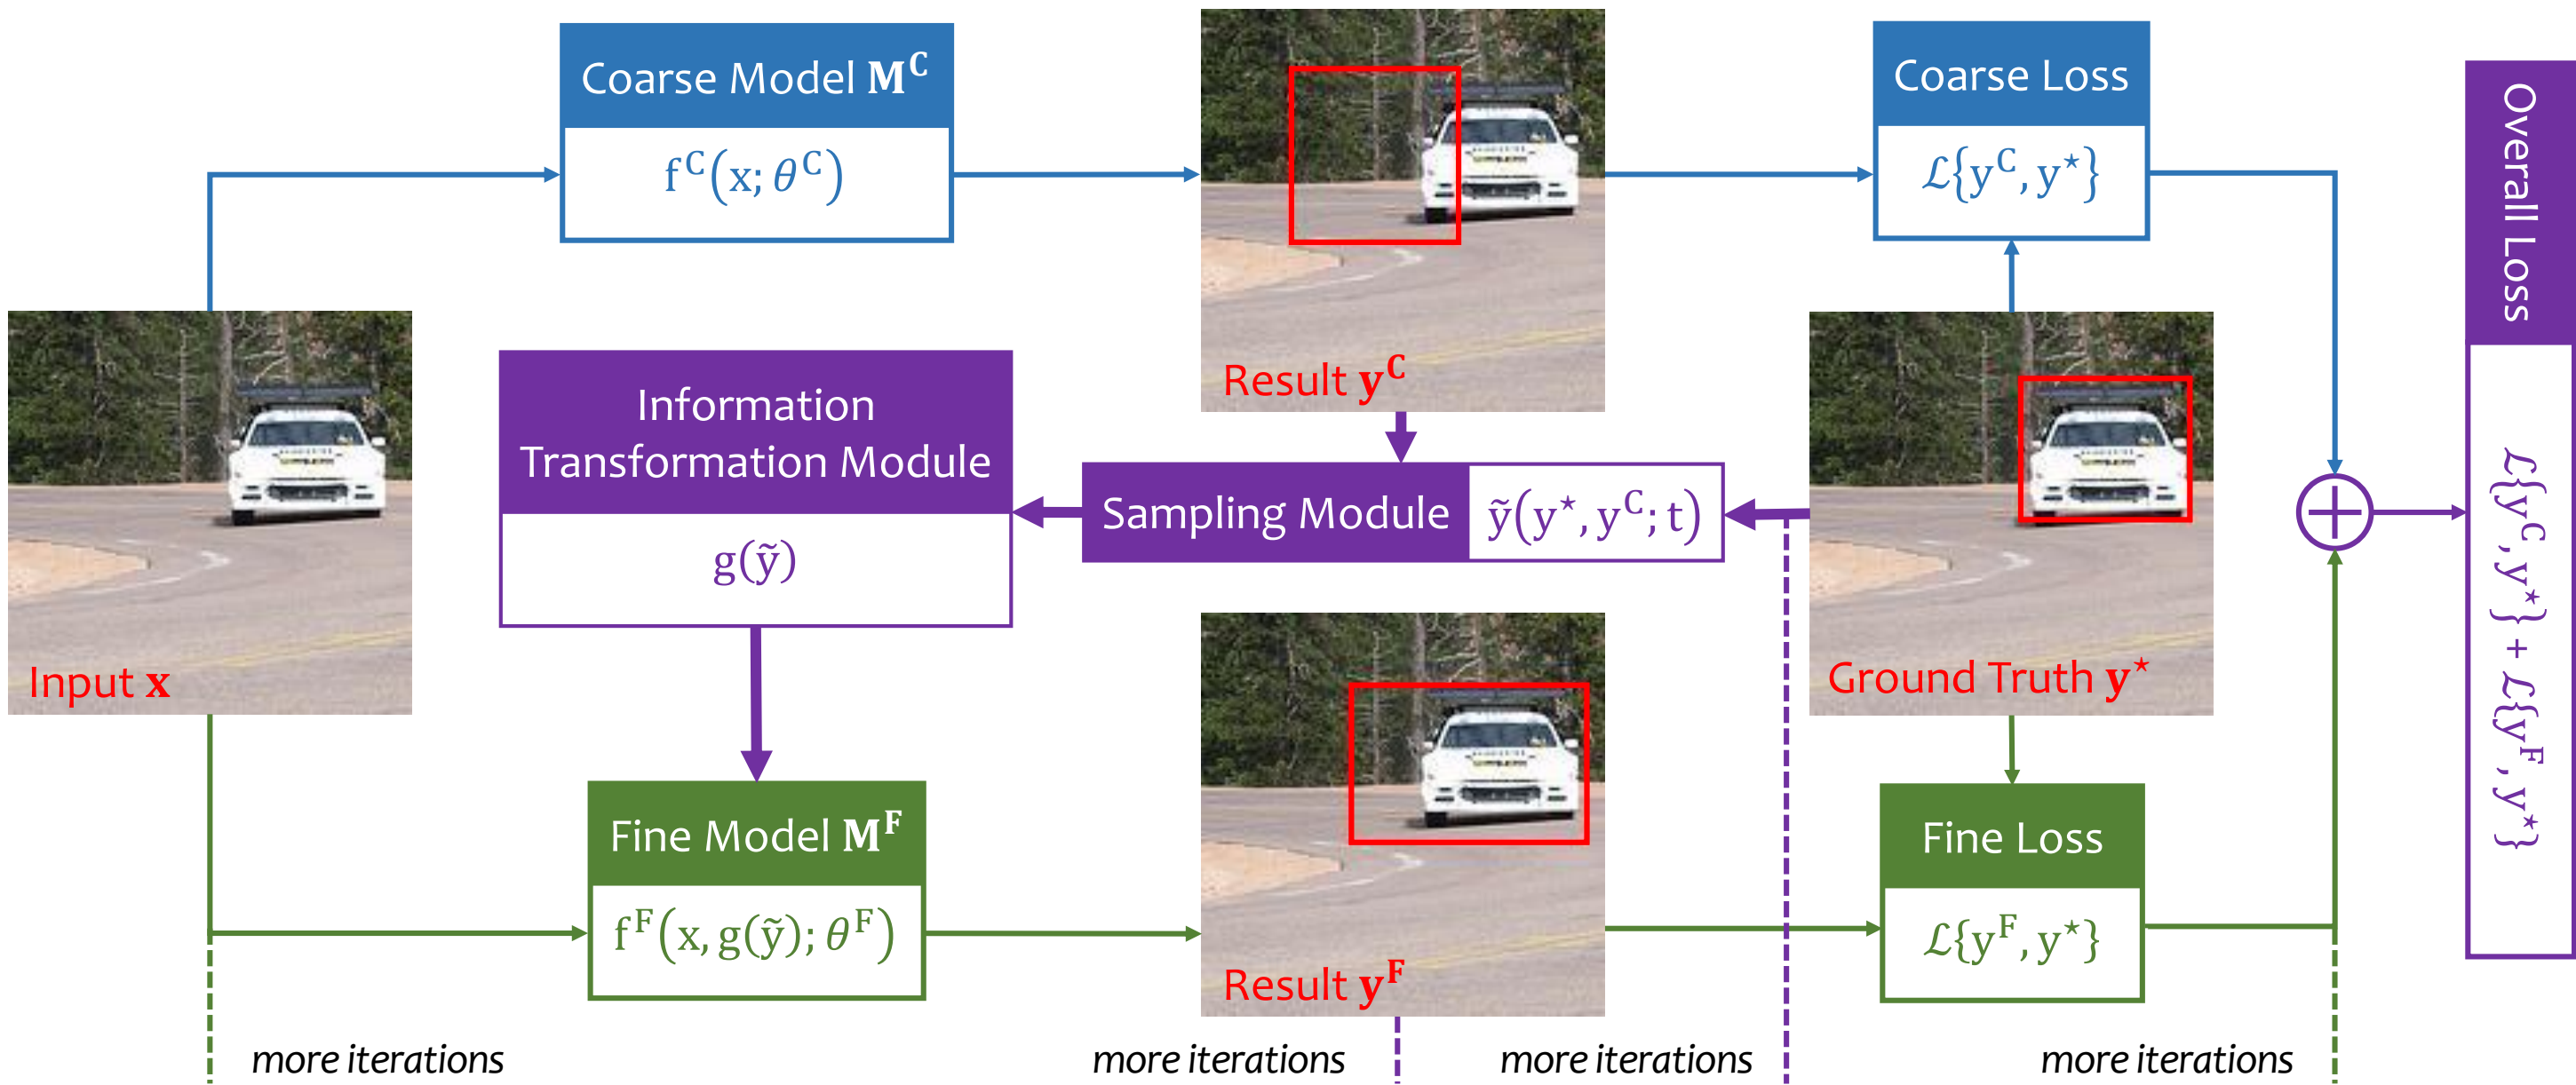 Coarse Model M^C
f^C(x; θ^C)
Result y^C
Coarse Loss
ℒ{y^C, y⋆}
Overall Loss
ℒ{y^C, y⋆} + ℒ{y^F, y⋆}
Input x
Information
Transformation Module
g(ỹ)
Sampling Module
ỹ(y⋆, y^C; t)
Ground Truth y⋆
Fine Model M^F
f^F(x, g(ỹ); θ^F)
Result y^F
Fine Loss
ℒ{y^F, y⋆}
more iterations
more iterations
more iterations
more iterations